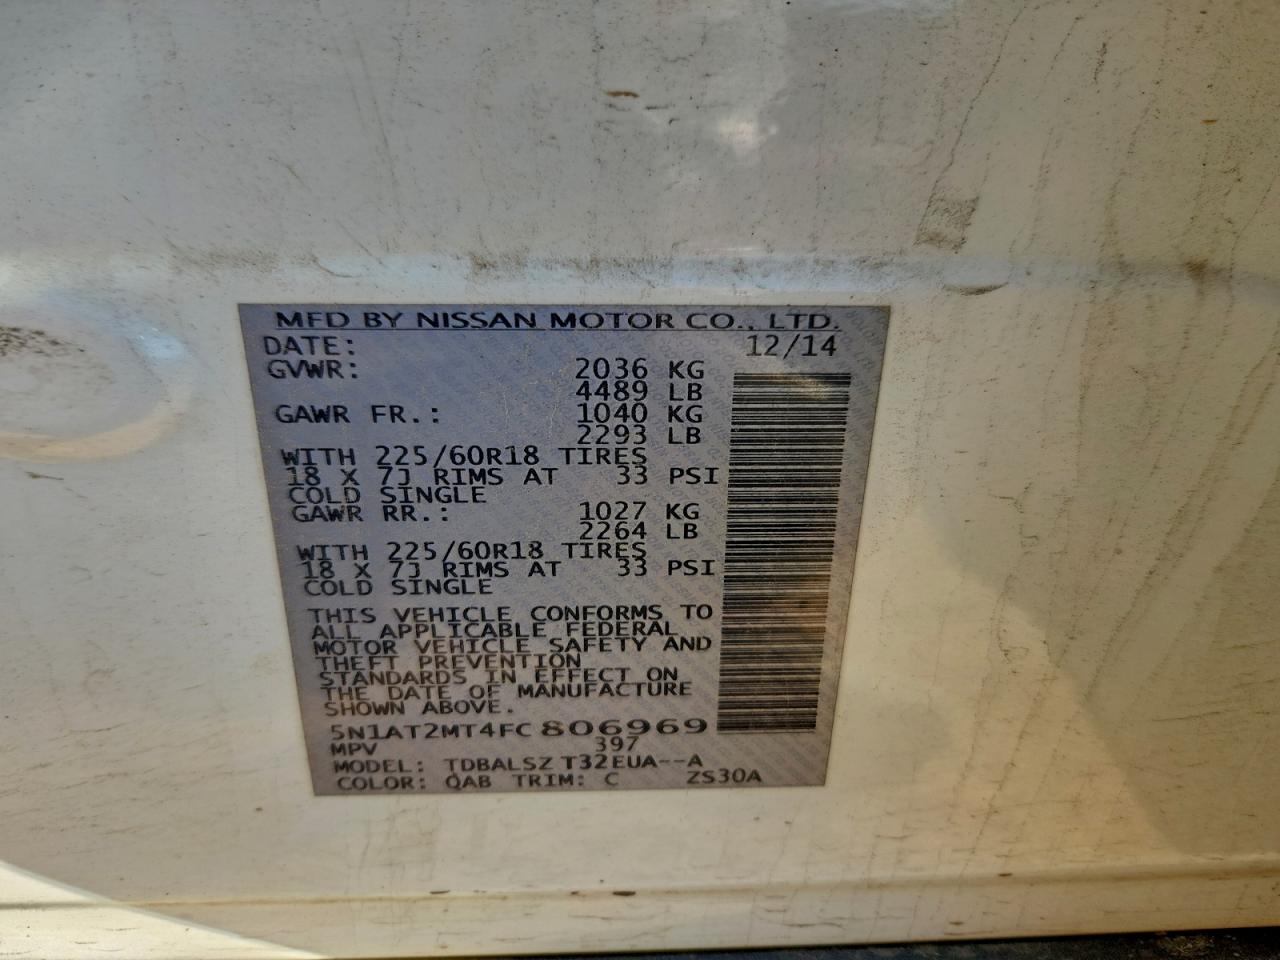 MFD BY NISSAN MOTOR CO., LTD.
DATE: 12/14
GVWR: 2036 KG
4489 LB
GAWR FR.: 1040 KG
2293 LB
WITH 225/60R18 TIRES
18 X 7J RIMS AT 33 PSI
COLD SINGLE
GAWR RR.: 1027 KG
2264 LB
WITH 225/60R18 TIRES
18 X 7J RIMS AT 33 PSI
COLD SINGLE
THIS VEHICLE CONFORMS TO
ALL APPLICABLE FEDERAL
MOTOR VEHICLE SAFETY AND
THEFT PREVENTION
STANDARDS IN EFFECT ON
THE DATE OF MANUFACTURE
SHOWN ABOVE.
5N1AT2MT4FC806969
MPV 397
MODEL: TDBALSZ T32EUA--A
COLOR: QAB TRIM: C ZS30A